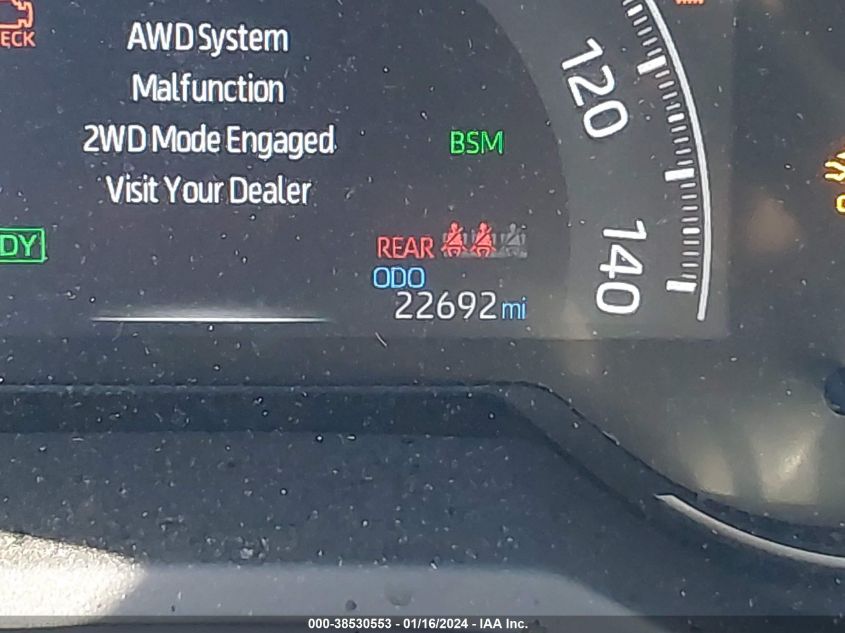 ECK
AWD System
Malfunction
2WD Mode Engaged
Visit Your Dealer
BSM
120
140
DY
REAR
ODO
22692 mi
000-38530553 - 01/16/2024 - IAA Inc.